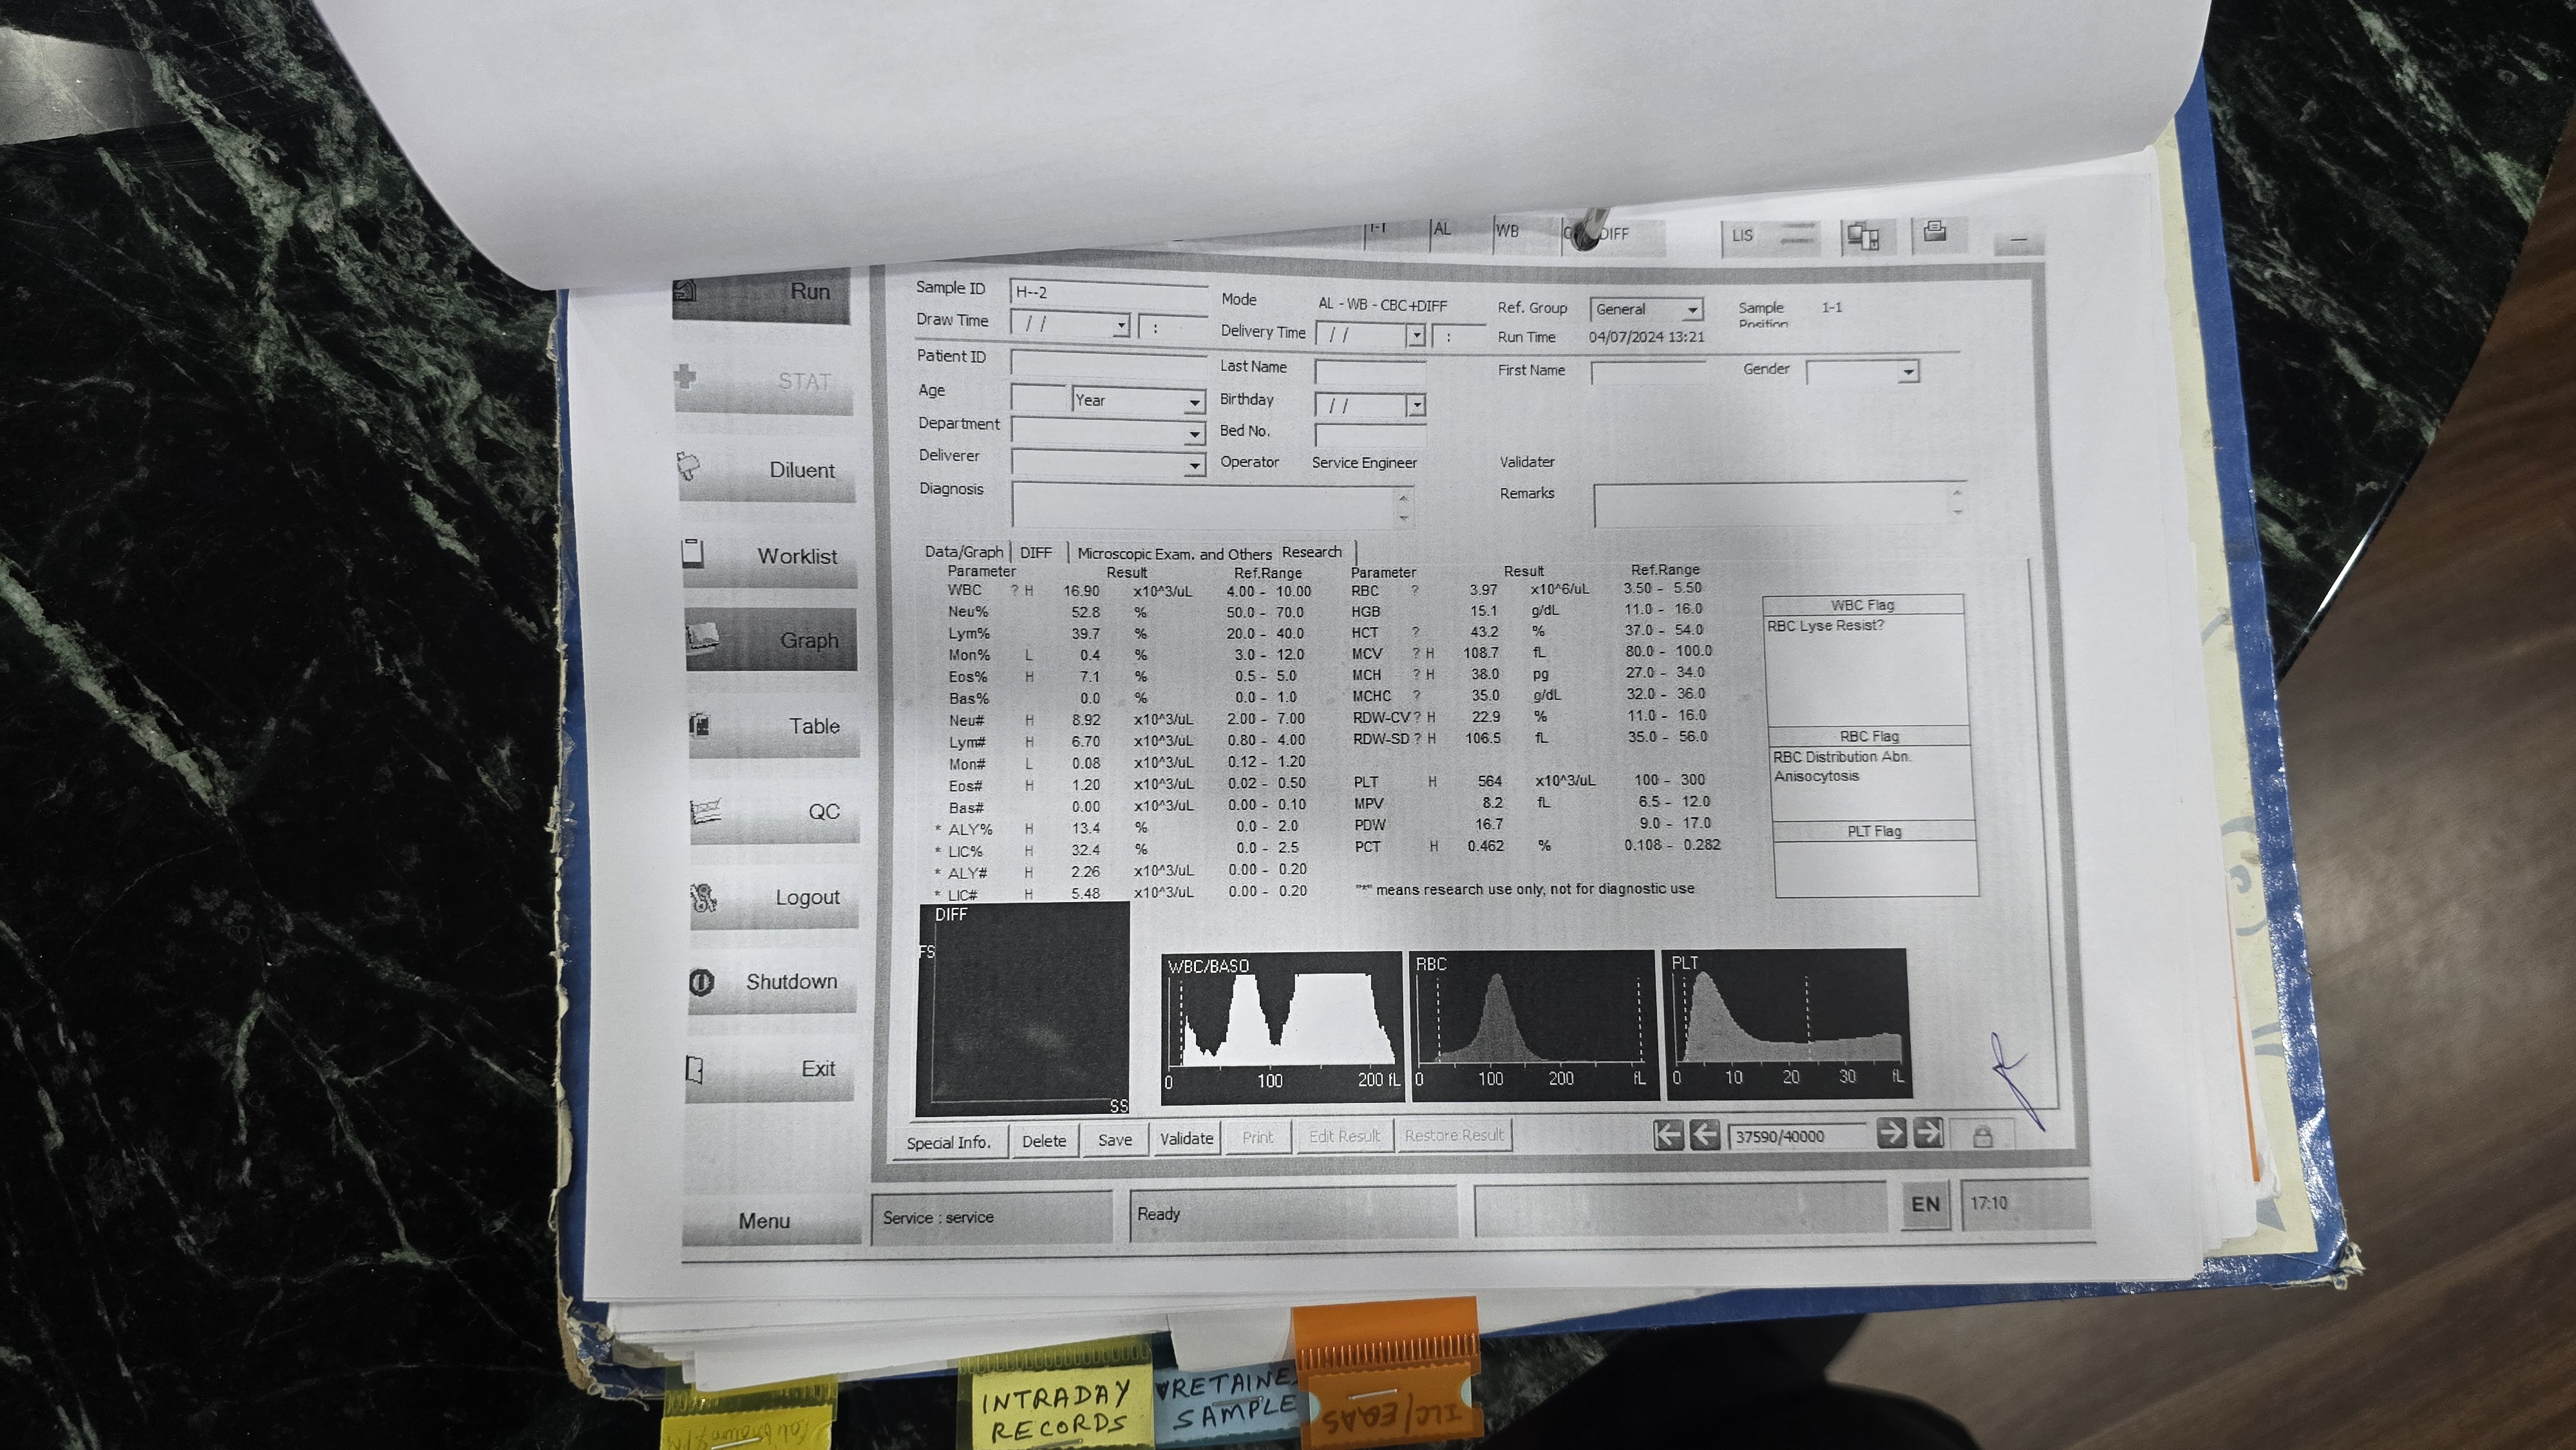 LIS
AL
WB
DIFF
Run
STAT
Diluent
Worklist
Graph
Table
QC
Logout
Shutdown
Exit
Menu
Sample ID H--2 Mode AL - WB - CBC+DIFF Ref. Group General Sample 1-1
Draw Time / / : Delivery Time / / : Run Time 04/07/2024 13:21 Position
Patient ID Last Name First Name Gender
Age Year Birthday / /
Department Bed No.
Deliverer Operator Service Engineer Validater
Diagnosis Remarks
Data/Graph DIFF Microscopic Exam. and Others Research
Parameter Result Ref.Range Parameter Result Ref.Range
WBC ? H 16.90 x10^3/uL 4.00 - 10.00 RBC ? 3.97 x10^6/uL 3.50 - 5.50
Neu% 52.8 % 50.0 - 70.0 HGB 15.1 g/dL 11.0 - 16.0
Lym% 39.7 % 20.0 - 40.0 HCT ? 43.2 % 37.0 - 54.0
Mon% L 0.4 % 3.0 - 12.0 MCV ? H 108.7 fL 80.0 - 100.0
Eos% H 7.1 % 0.5 - 5.0 MCH ? H 38.0 pg 27.0 - 34.0
Bas% 0.0 % 0.0 - 1.0 MCHC ? 35.0 g/dL 32.0 - 36.0
Neu# H 8.92 x10^3/uL 2.00 - 7.00 RDW-CV ? H 22.9 % 11.0 - 16.0
Lym# H 6.70 x10^3/uL 0.80 - 4.00 RDW-SD ? H 106.5 fL 35.0 - 56.0
Mon# L 0.08 x10^3/uL 0.12 - 1.20
Eos# H 1.20 x10^3/uL 0.02 - 0.50 PLT H 564 x10^3/uL 100 - 300
Bas# 0.00 x10^3/uL 0.00 - 0.10 MPV 8.2 fL 6.5 - 12.0
* ALY% H 13.4 % 0.0 - 2.0 PDW 16.7 9.0 - 17.0
* LIC% H 32.4 % 0.0 - 2.5 PCT H 0.462 % 0.108 - 0.282
* ALY# H 2.26 x10^3/uL 0.00 - 0.20
* LIC# H 5.48 x10^3/uL 0.00 - 0.20 "*" means research use only, not for diagnostic use
WBC Flag
RBC Lyse Resist?
RBC Flag
RBC Distribution Abn.
Anisocytosis
PLT Flag
DIFF
FS
SS
WBC/BASO
0 100 200 fL
RBC
0 100 200 fL
PLT
0 10 20 30 fL
Special Info. Delete Save Validate Print Edit Result Restore Result 37590/40000
Service : service Ready EN 17:10
INTRADAY
RECORDS
RETAINE
SAMPLE
ILC/EQAS